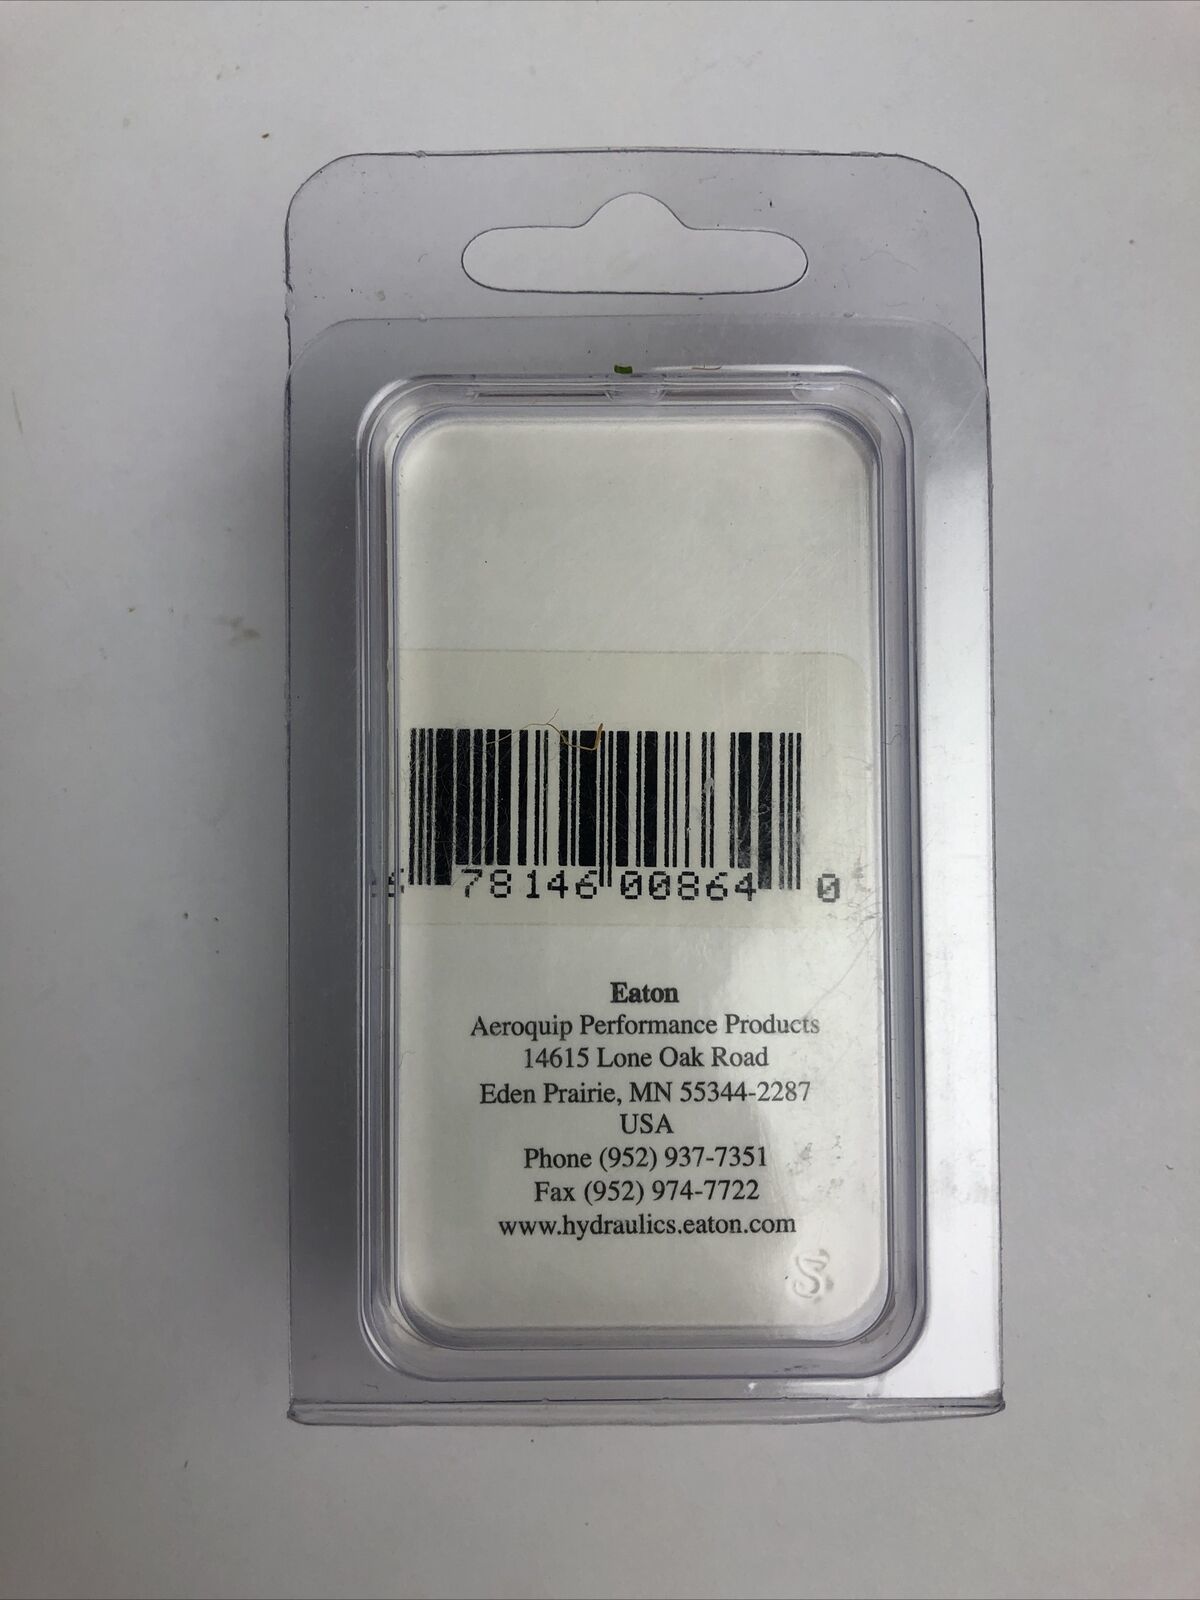 6 78146 00864 0
Eaton
Aeroquip Performance Products
14615 Lone Oak Road
Eden Prairie, MN 55344-2287
USA
Phone (952) 937-7351
Fax (952) 974-7722
www.hydraulics.eaton.com
S